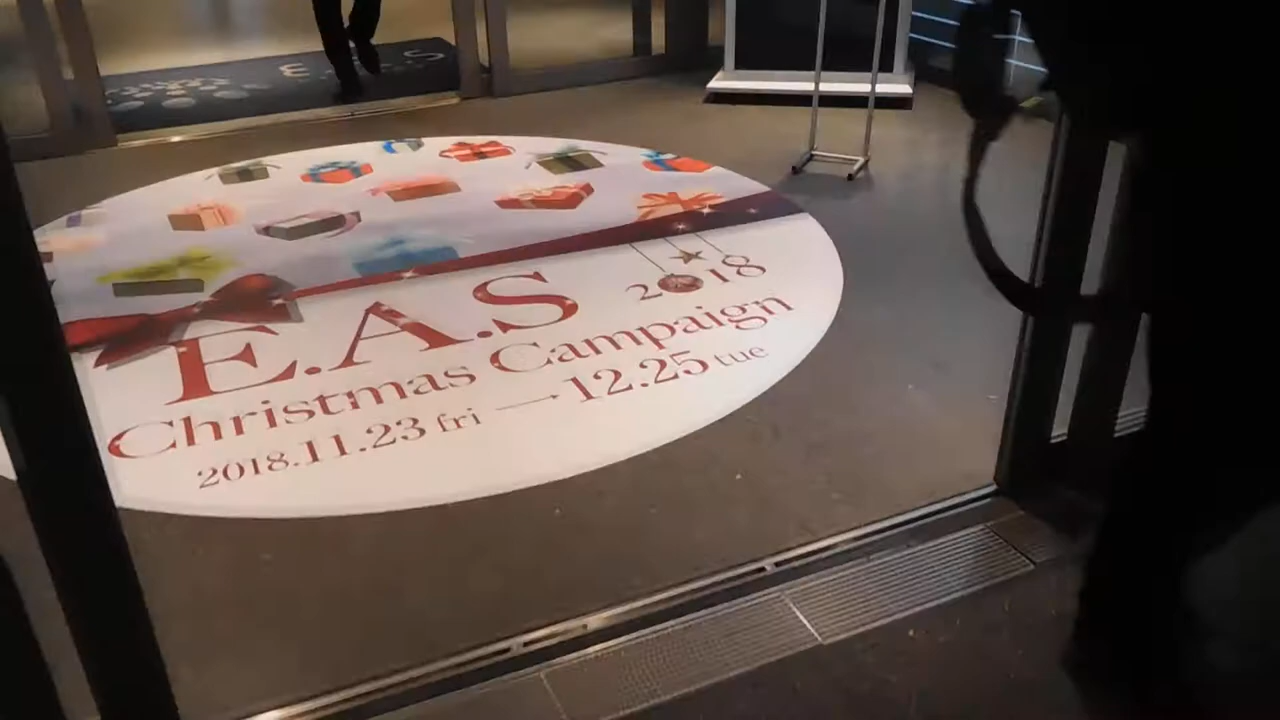 E.A.S
2018
Christmas Campaign
2018.11.23 fri → 12.25 tue